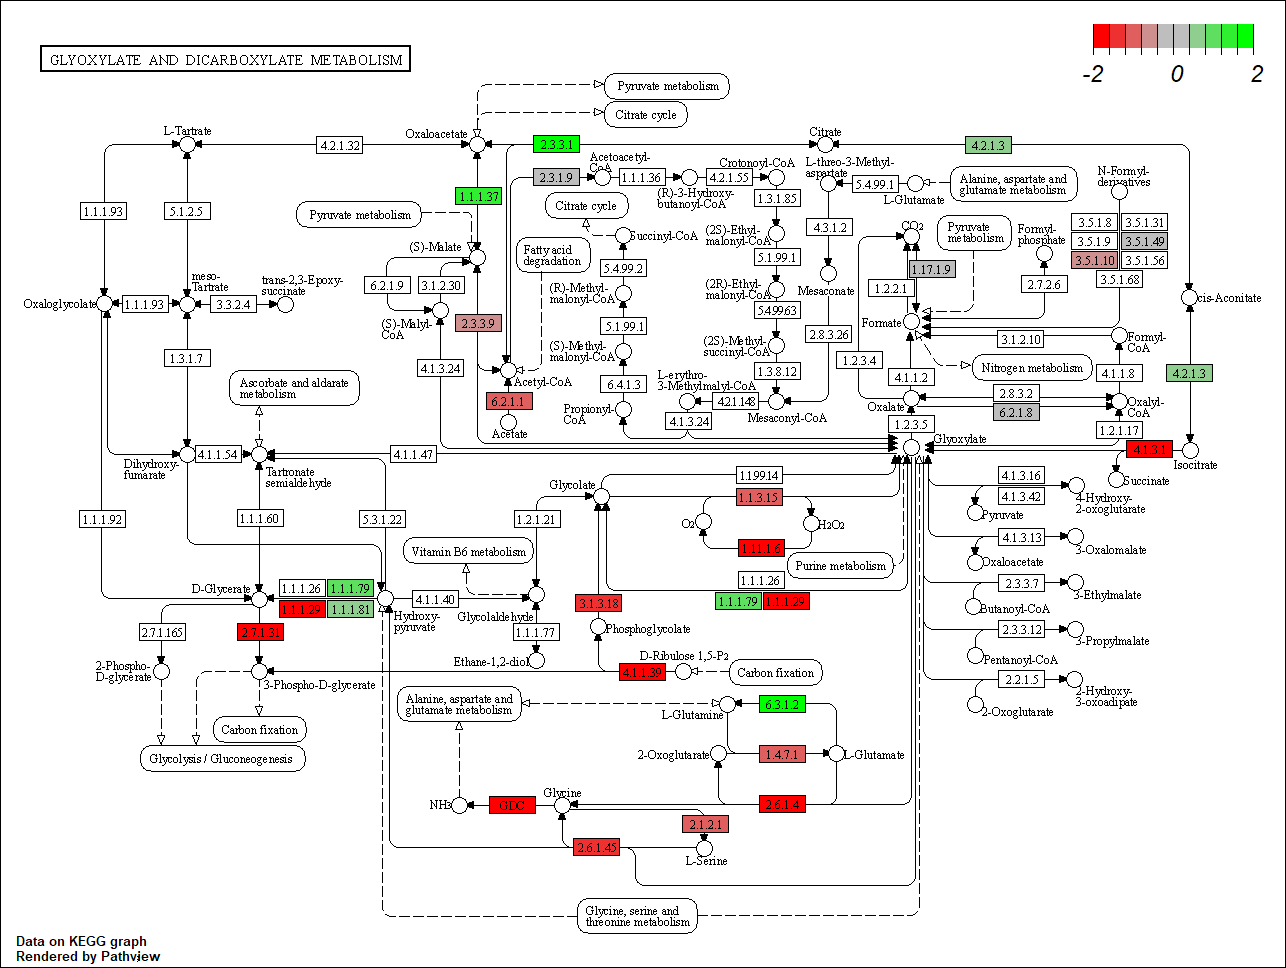 GLYOXYLATE AND DICARBOXYLATE METABOLISM
-2 0 2
Pyruvate metabolism
Citrate cycle
L-Tartrate
4.2.1.32
Oxaloacetate
2.3.3.1
Citrate
4.2.1.3
Acetoacetyl-
CoA
2.3.1.9
1.1.1.36
(R)-3-Hydroxy-
butanoyl-CoA
4.2.1.55
Crotonoyl-CoA
L-threo-3-Methyl-
aspartate
5.4.99.1
L-Glutamate
Alanine, aspartate and
glutamate metabolism
N-Formyl-
derivatives
1.1.1.93
5.1.2.5
Pyruvate metabolism
1.1.1.37
Citrate cycle
1.3.1.85
4.3.1.2
CO2
Pyruvate
metabolism
Formyl-
phosphate
3.5.1.8
3.5.1.31
3.5.1.9
3.5.1.49
3.5.1.10
3.5.1.56
3.5.1.68
(S)-Malate
Fatty acid
degradation
Succinyl-CoA
(2S)-Ethyl-
malonyl-CoA
5.4.99.2
5.1.99.1
1.17.1.9
1.2.2.1
2.7.2.6
Oxaloglycolate
1.1.1.93
meso-
Tartrate
3.3.2.4
trans-2,3-Epoxy-
succinate
6.2.1.9
3.1.2.30
(S)-Malyl-
CoA
2.3.3.9
(R)-Methyl-
malonyl-CoA
(2R)-Ethyl-
malonyl-CoA
Mesaconate
cis-Aconitate
5.1.99.1
5.4.99.63
2.8.3.26
Formate
3.1.2.10
Formyl-
CoA
1.3.1.7
4.1.3.24
(S)-Methyl-
malonyl-CoA
(2S)-Methyl-
succinyl-CoA
1.2.3.4
Nitrogen metabolism
Ascorbate and aldarate
metabolism
Acetyl-CoA
6.4.1.3
L-erythro-
3-Methylmalyl-CoA
1.3.8.12
4.1.1.2
4.1.1.8
4.2.1.3
6.2.1.1
Acetate
Propionyl-
CoA
4.2.1.148
4.1.3.24
Mesaconyl-CoA
Oxalate
2.8.3.2
6.2.1.8
Oxalyl-
CoA
1.2.3.5
1.2.1.17
Glyoxylate
Dihydroxy-
fumarate
4.1.1.54
Tartronate
semialdehyde
4.1.1.47
4.1.3.1
Isocitrate
Succinate
Glycolate
1.1.99.14
1.1.3.15
4.1.3.16
4.1.3.42
4-Hydroxy-
2-oxoglutarate
Pyruvate
1.1.1.92
1.1.1.60
5.3.1.22
1.2.1.21
O2
H2O2
1.11.1.6
4.1.3.13
3-Oxalomalate
Oxaloacetate
Vitamin B6 metabolism
Purine metabolism
D-Glycerate
1.1.1.26
1.1.1.79
1.1.1.29
1.1.1.81
Hydroxy-
pyruvate
4.1.1.40
Glycolaldehyde
1.1.1.26
1.1.1.79
1.1.1.29
2.3.3.7
3-Ethylmalate
Butanoyl-CoA
3.1.3.18
2.7.1.165
2.7.1.31
1.1.1.77
Phosphoglycolate
2.3.3.12
3-Propylmalate
Pentanoyl-CoA
2-Phospho-
D-glycerate
3-Phospho-D-glycerate
Ethane-1,2-diol
4.1.1.39
D-Ribulose 1,5-P2
Carbon fixation
2.2.1.5
2-Hydroxy-
3-oxoadipate
2-Oxoglutarate
Carbon fixation
Glycolysis / Gluconeogenesis
Alanine, aspartate and
glutamate metabolism
L-Glutamine
6.3.1.2
2-Oxoglutarate
1.4.7.1
L-Glutamate
NH3
GDC
Glycine
2.6.1.4
2.1.2.1
2.6.1.45
L-Serine
Glycine, serine and
threonine metabolism
Data on KEGG graph
Rendered by Pathview